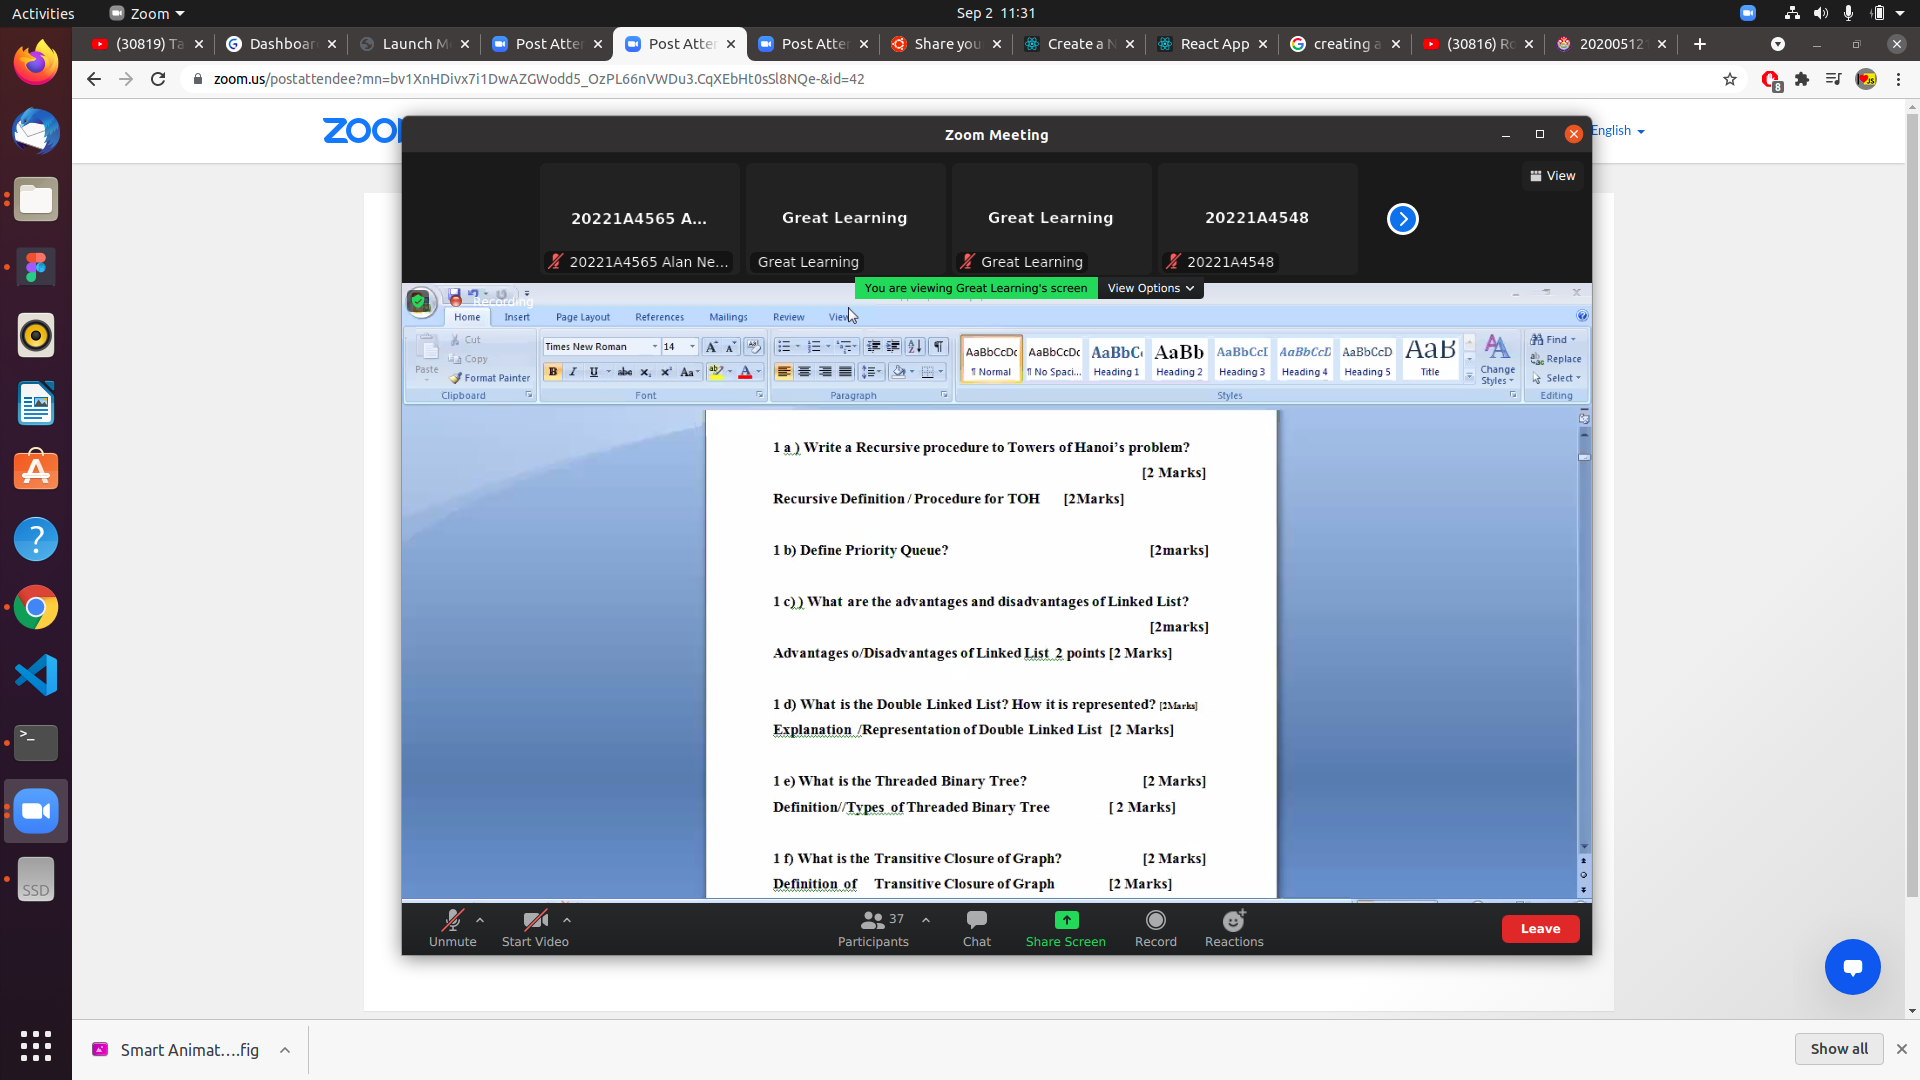 Activities
Zoom
Sep 2 11:31
(30819) Ta
Dashboar
Launch M
Post Atter
Post Atter
Post Atter
Share you
Create a N
React App
creating a
(30816) Ro
20200512
zoom.us/postattendee?mn=bv1XnHDivx7i1DwAZGWodd5_OzPL66nVWDu3.CqXEbHt0sSl8NQe-&id=42
8
JS
ZOO
English
Zoom Meeting
View
20221A4565 A...
Great Learning
Great Learning
20221A4548
20221A4565 Alan Ne...
Great Learning
Great Learning
20221A4548
You are viewing Great Learning's screen
View Options
Recording
Home
Insert
Page Layout
References
Mailings
Review
View
Paste
Cut
Copy
Format Painter
Clipboard
Times New Roman
14
Font
Paragraph
AaBbCcDc
¶ Normal
AaBbCcDc
¶ No Spaci...
AaBbC
Heading 1
AaBb
Heading 2
AaBbCcI
Heading 3
AaBbCcD
Heading 4
AaBbCcD
Heading 5
AaB
Title
Change Styles
Styles
Find
Replace
Select
Editing
1 a ) Write a Recursive procedure to Towers of Hanoi’s problem?
[2 Marks]
Recursive Definition / Procedure for TOH [2Marks]
1 b) Define Priority Queue? [2marks]
1 c) ) What are the advantages and disadvantages of Linked List?
[2marks]
Advantages o/Disadvantages of Linked List 2 points [2 Marks]
1 d) What is the Double Linked List? How it is represented? [2Marks]
Explanation /Representation of Double Linked List [2 Marks]
1 e) What is the Threaded Binary Tree? [2 Marks]
Definition//Types of Threaded Binary Tree [ 2 Marks]
1 f) What is the Transitive Closure of Graph? [2 Marks]
Definition of Transitive Closure of Graph [2 Marks]
Unmute
Start Video
37
Participants
Chat
Share Screen
Record
Reactions
Leave
SSD
Smart Animat....fig
Show all